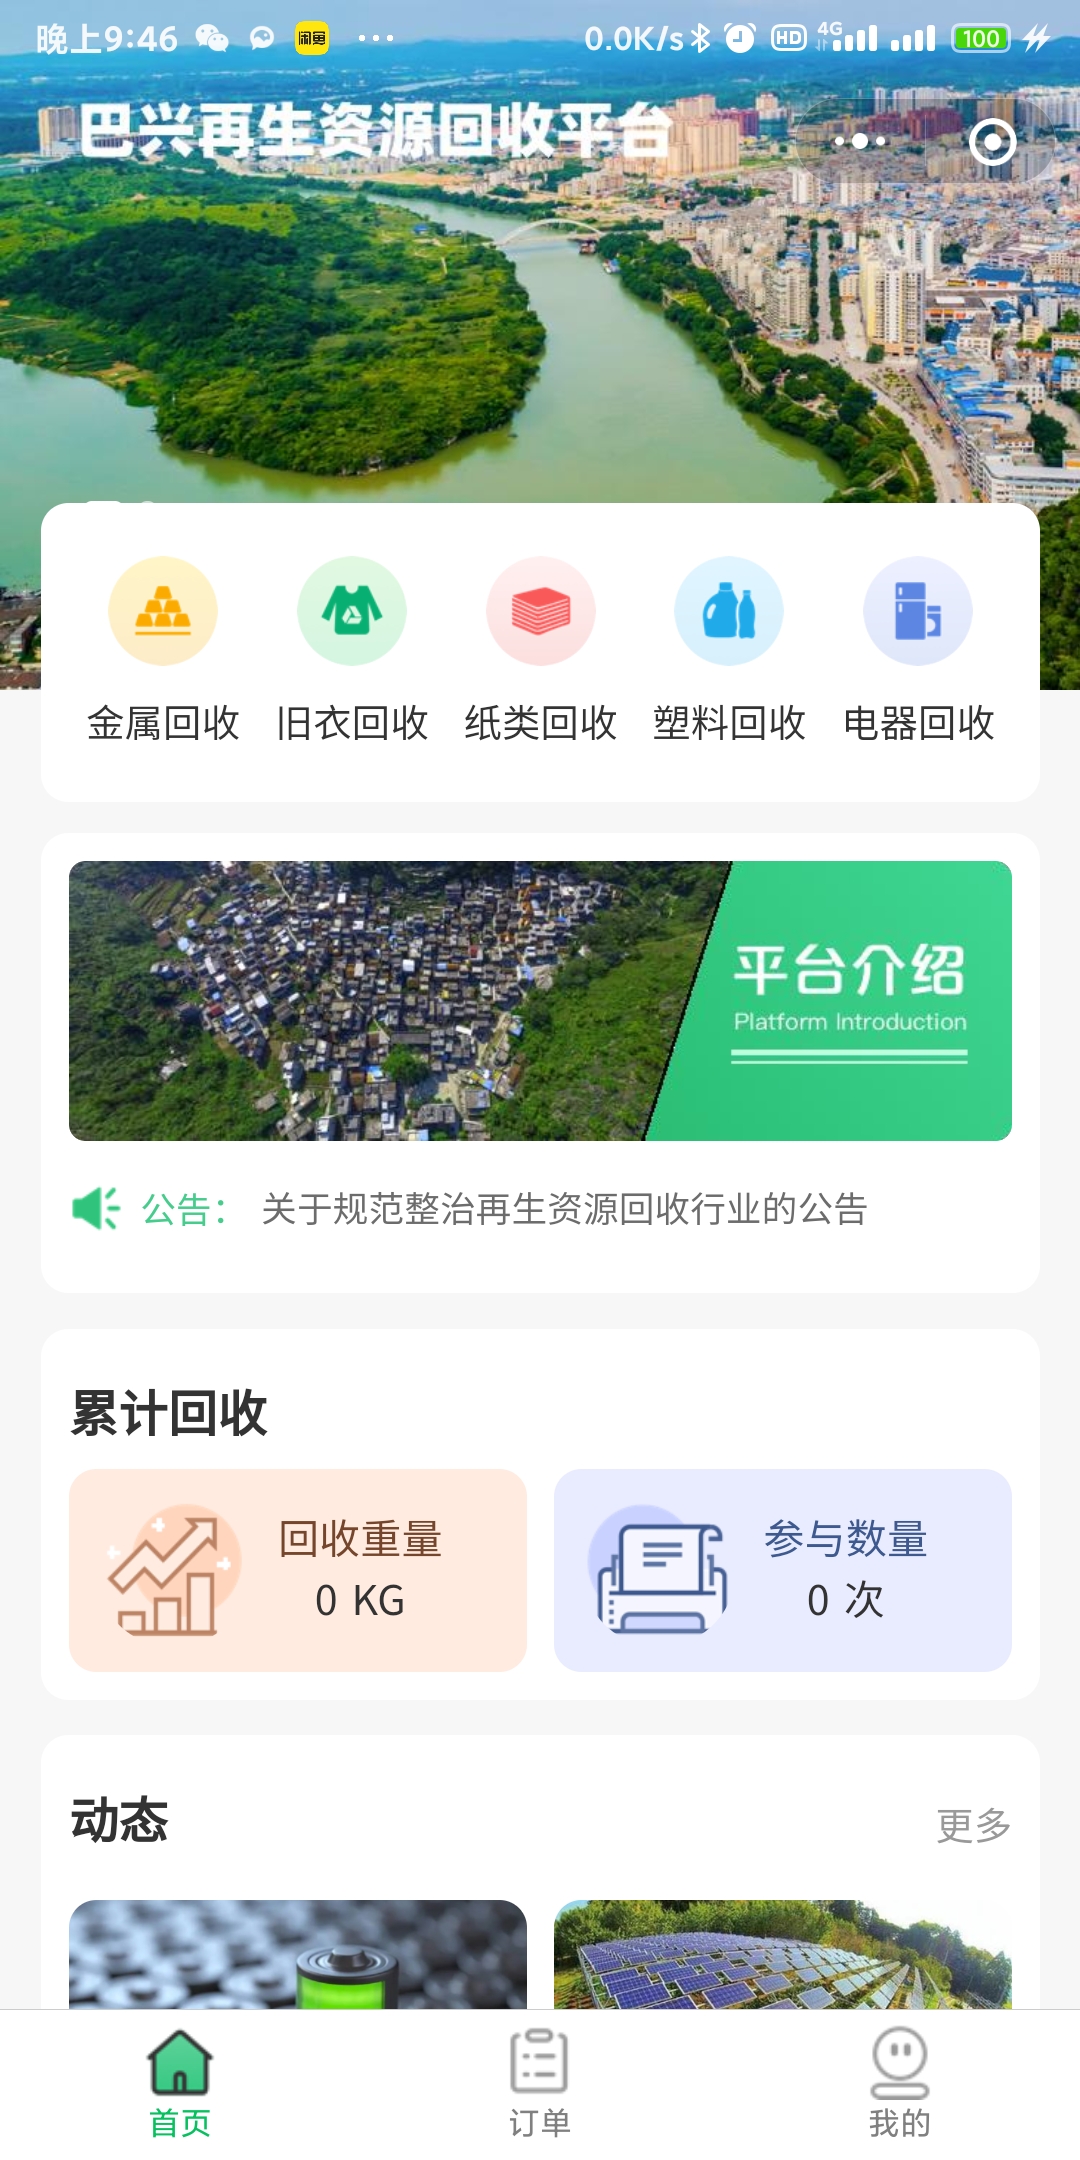 晚上9:46
闲鱼
0.0K/s
HD
4G
100
巴兴再生资源回收平台
金属回收
旧衣回收
纸类回收
塑料回收
电器回收
平台介绍
Platform Introduction
公告：
关于规范整治再生资源回收行业的公告
累计回收
回收重量
0 KG
参与数量
0 次
动态
更多
首页
订单
我的